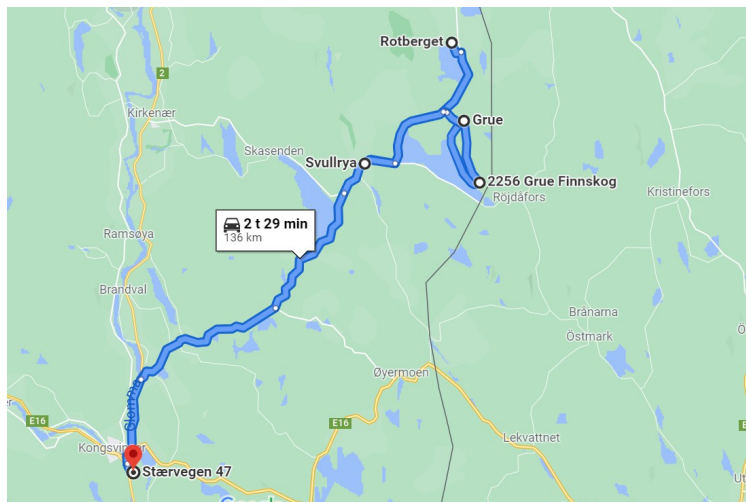 Rotberget
2
Kirkenær
Grue
Skasenden
Svullrya
2256 Grue Finnskog
Röjdåfors
Kristinefors
2 t 29 min
136 km
Ramsøya
Brandval
Brånarna
Östmark
Øyermoen
Glomma
E16
E16
Kongsvinger
Lekvattnet
Stærvegen 47